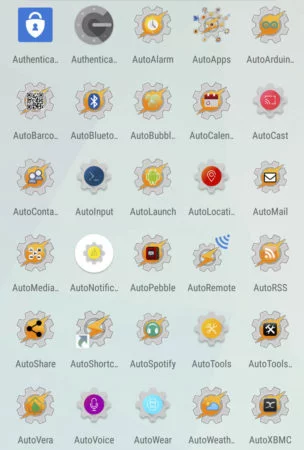 Authentica.. Authentica.. AutoAlarm AutoApps AutoArduin..
AutoBarco.. AutoBlueto.. AutoBubbl.. AutoCalen.. AutoCast
AutoConta.. AutoInput AutoLaunch AutoLocati.. AutoMail
AutoMedia.. AutoNotific.. AutoPebble AutoRemote AutoRSS
AutoShare AutoShortc.. AutoSpotify AutoTools AutoTools..
AutoVera AutoVoice AutoWear AutoWeath.. AutoXBMC